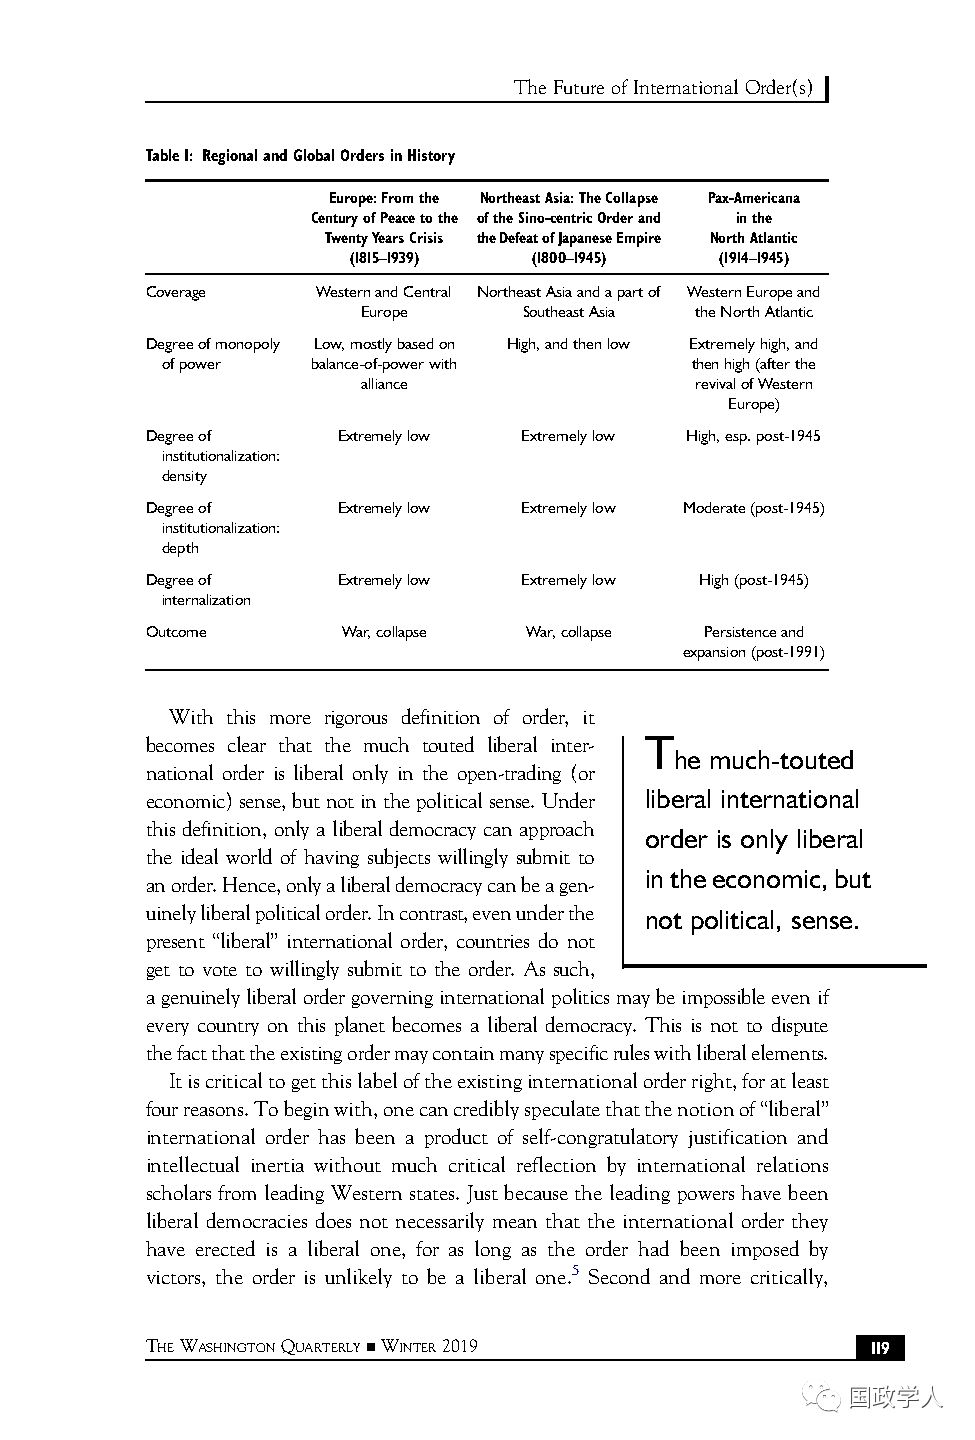 The Future of International Order(s)
Table 1: Regional and Global Orders in History
Europe: From the Century of Peace to the Twenty Years Crisis (1815–1939)
Northeast Asia: The Collapse of the Sino-centric Order and the Defeat of Japanese Empire (1800–1945)
Pax-Americana in the North Atlantic (1914–1945)
Coverage
Western and Central Europe
Northeast Asia and a part of Southeast Asia
Western Europe and the North Atlantic
Degree of monopoly of power
Low, mostly based on balance-of-power with alliance
High, and then low
Extremely high, and then high (after the revival of Western Europe)
Degree of institutionalization: density
Extremely low
Extremely low
High, esp. post-1945
Degree of institutionalization: depth
Extremely low
Extremely low
Moderate (post-1945)
Degree of internalization
Extremely low
Extremely low
High (post-1945)
Outcome
War, collapse
War, collapse
Persistence and expansion (post-1991)
With this more rigorous definition of order, it
becomes clear that the much touted liberal inter-
national order is liberal only in the open-trading (or
economic) sense, but not in the political sense. Under
this definition, only a liberal democracy can approach
the ideal world of having subjects willingly submit to
an order. Hence, only a liberal democracy can be a gen-
uinely liberal political order. In contrast, even under the
present “liberal” international order, countries do not
get to vote to willingly submit to the order. As such,
a genuinely liberal order governing international politics may be impossible even if
every country on this planet becomes a liberal democracy. This is not to dispute
the fact that the existing order may contain many specific rules with liberal elements.
The much-touted
liberal international
order is only liberal
in the economic, but
not political, sense.
It is critical to get this label of the existing international order right, for at least
four reasons. To begin with, one can credibly speculate that the notion of “liberal”
international order has been a product of self-congratulatory justification and
intellectual inertia without much critical reflection by international relations
scholars from leading Western states. Just because the leading powers have been
liberal democracies does not necessarily mean that the international order they
have erected is a liberal one, for as long as the order had been imposed by
victors, the order is unlikely to be a liberal one.5 Second and more critically,
THE WASHINGTON QUARTERLY ■ WINTER 2019
119
国政学人